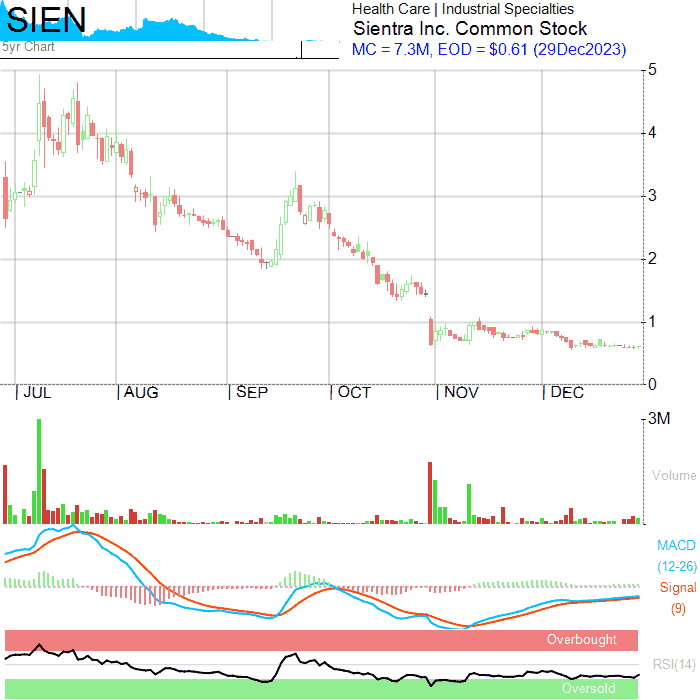 SIEN
5yr Chart
Health Care | Industrial Specialties
Sientra Inc. Common Stock
MC = 7.3M, EOD = $0.61 (29Dec2023)
5
4
3
2
1
0
JUL AUG SEP OCT NOV DEC
3M
Volume
MACD
(12-26)
Signal
(9)
Overbought
RSI(14)
Oversold